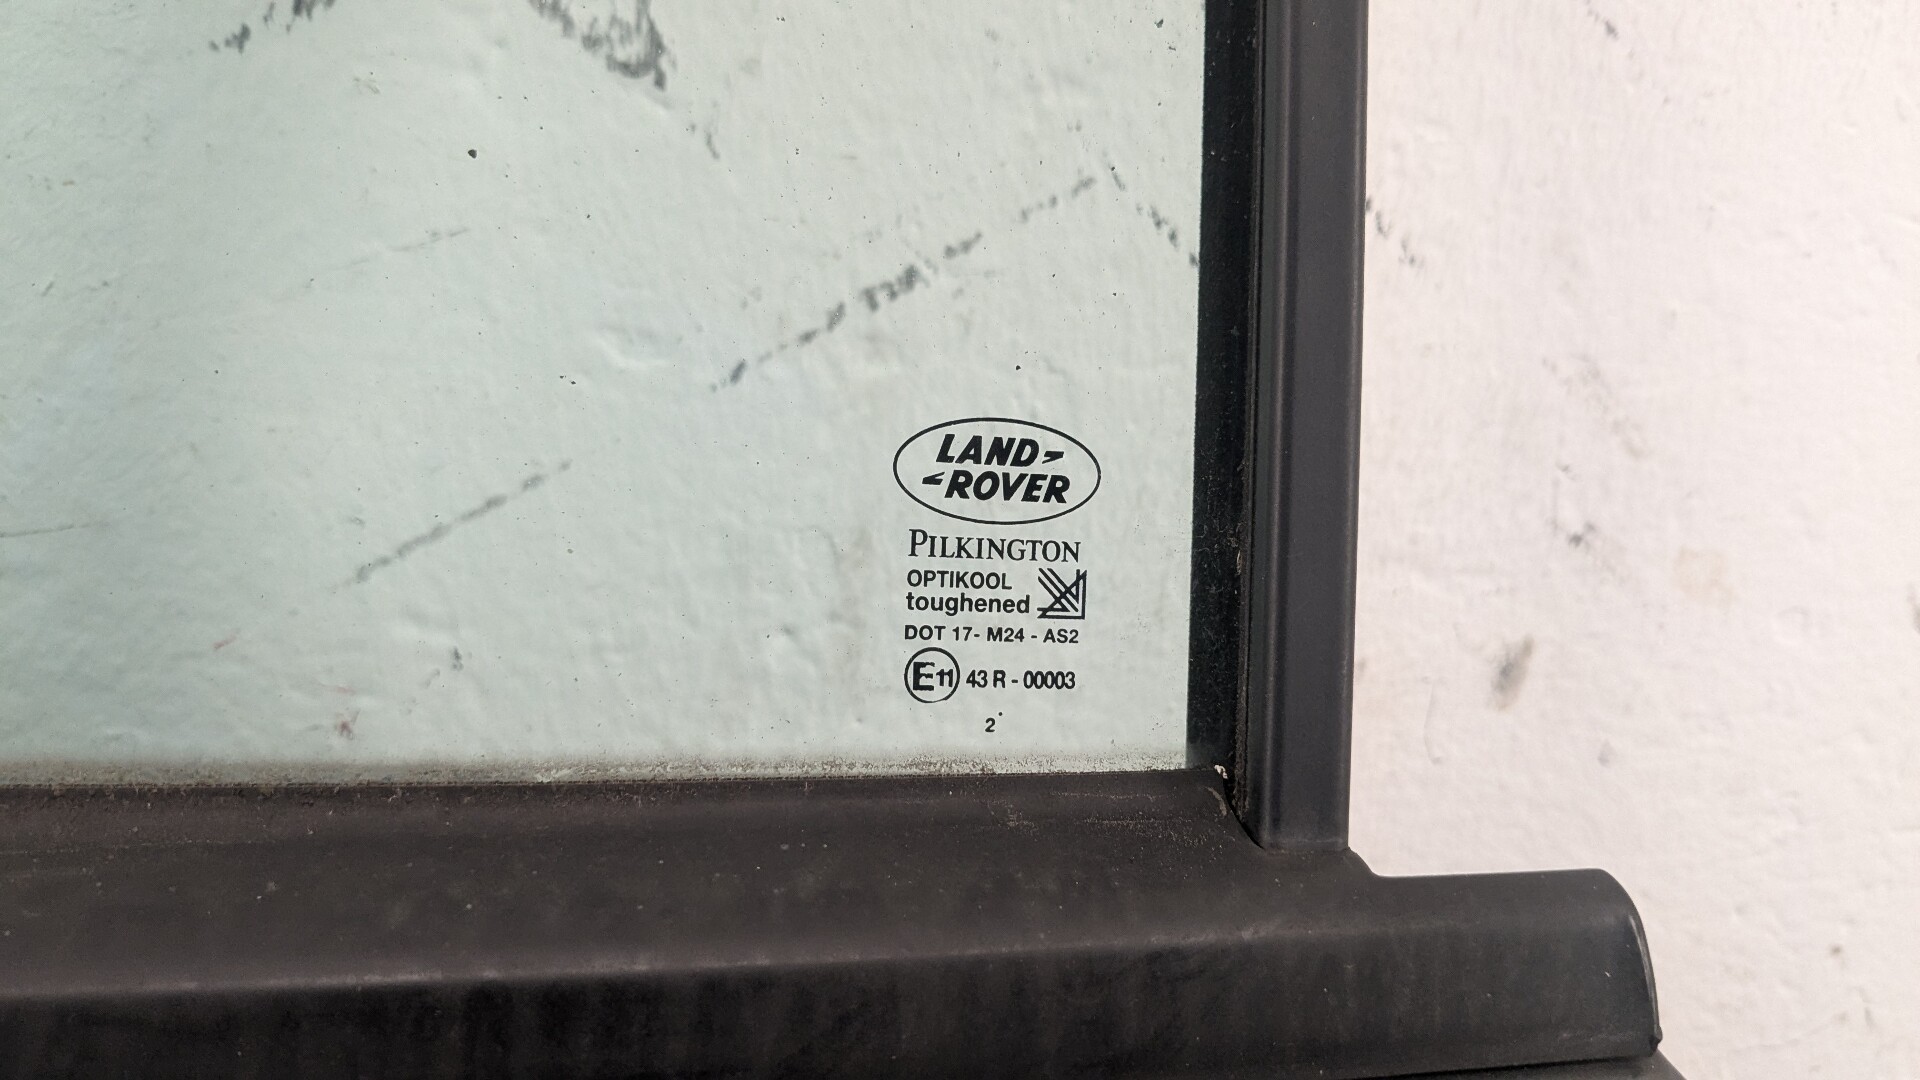 LAND
ROVER
PILKINGTON
OPTIKOOL
toughened
DOT 17- M24 - AS2
E11 43 R - 00003
2